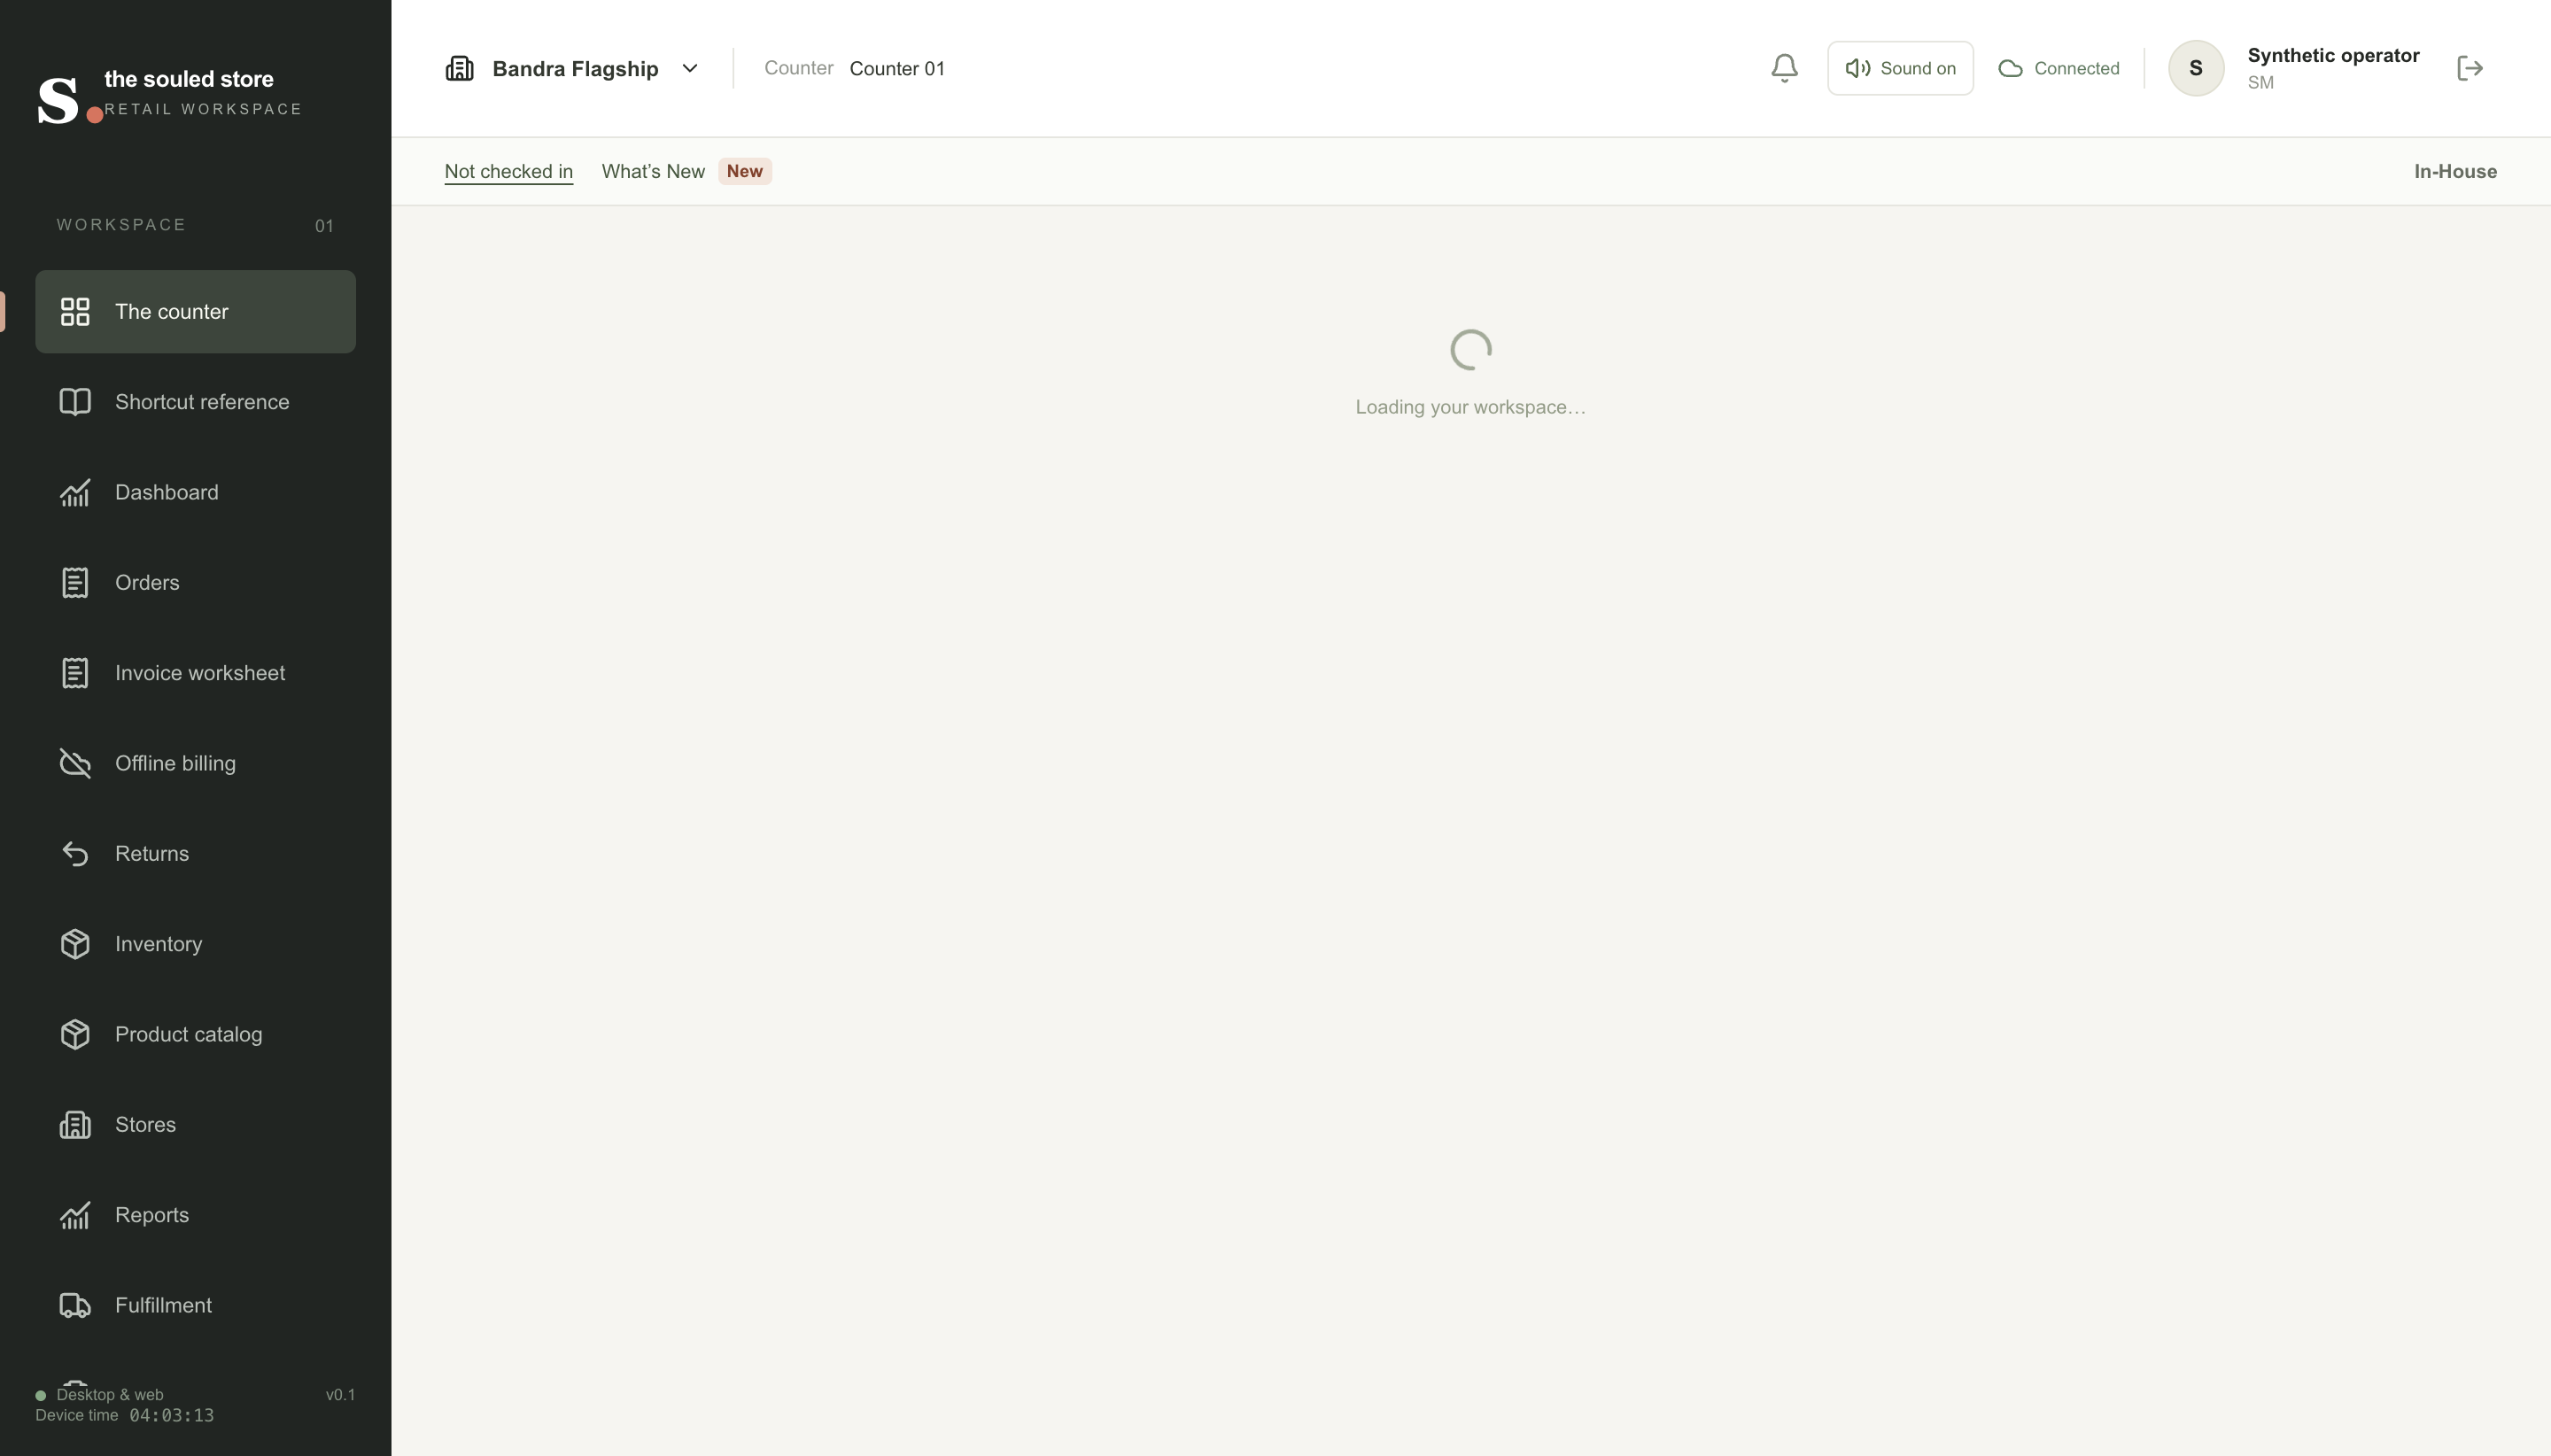 S.
the souled store
RETAIL WORKSPACE
WORKSPACE 01
The counter
Shortcut reference
Dashboard
Orders
Invoice worksheet
Offline billing
Returns
Inventory
Product catalog
Stores
Reports
Fulfillment
Desktop & web v0.1
Device time 04:03:13
Bandra Flagship Counter Counter 01
Sound on Connected S Synthetic operator
SM
Not checked in What’s New New In-House
Loading your workspace…